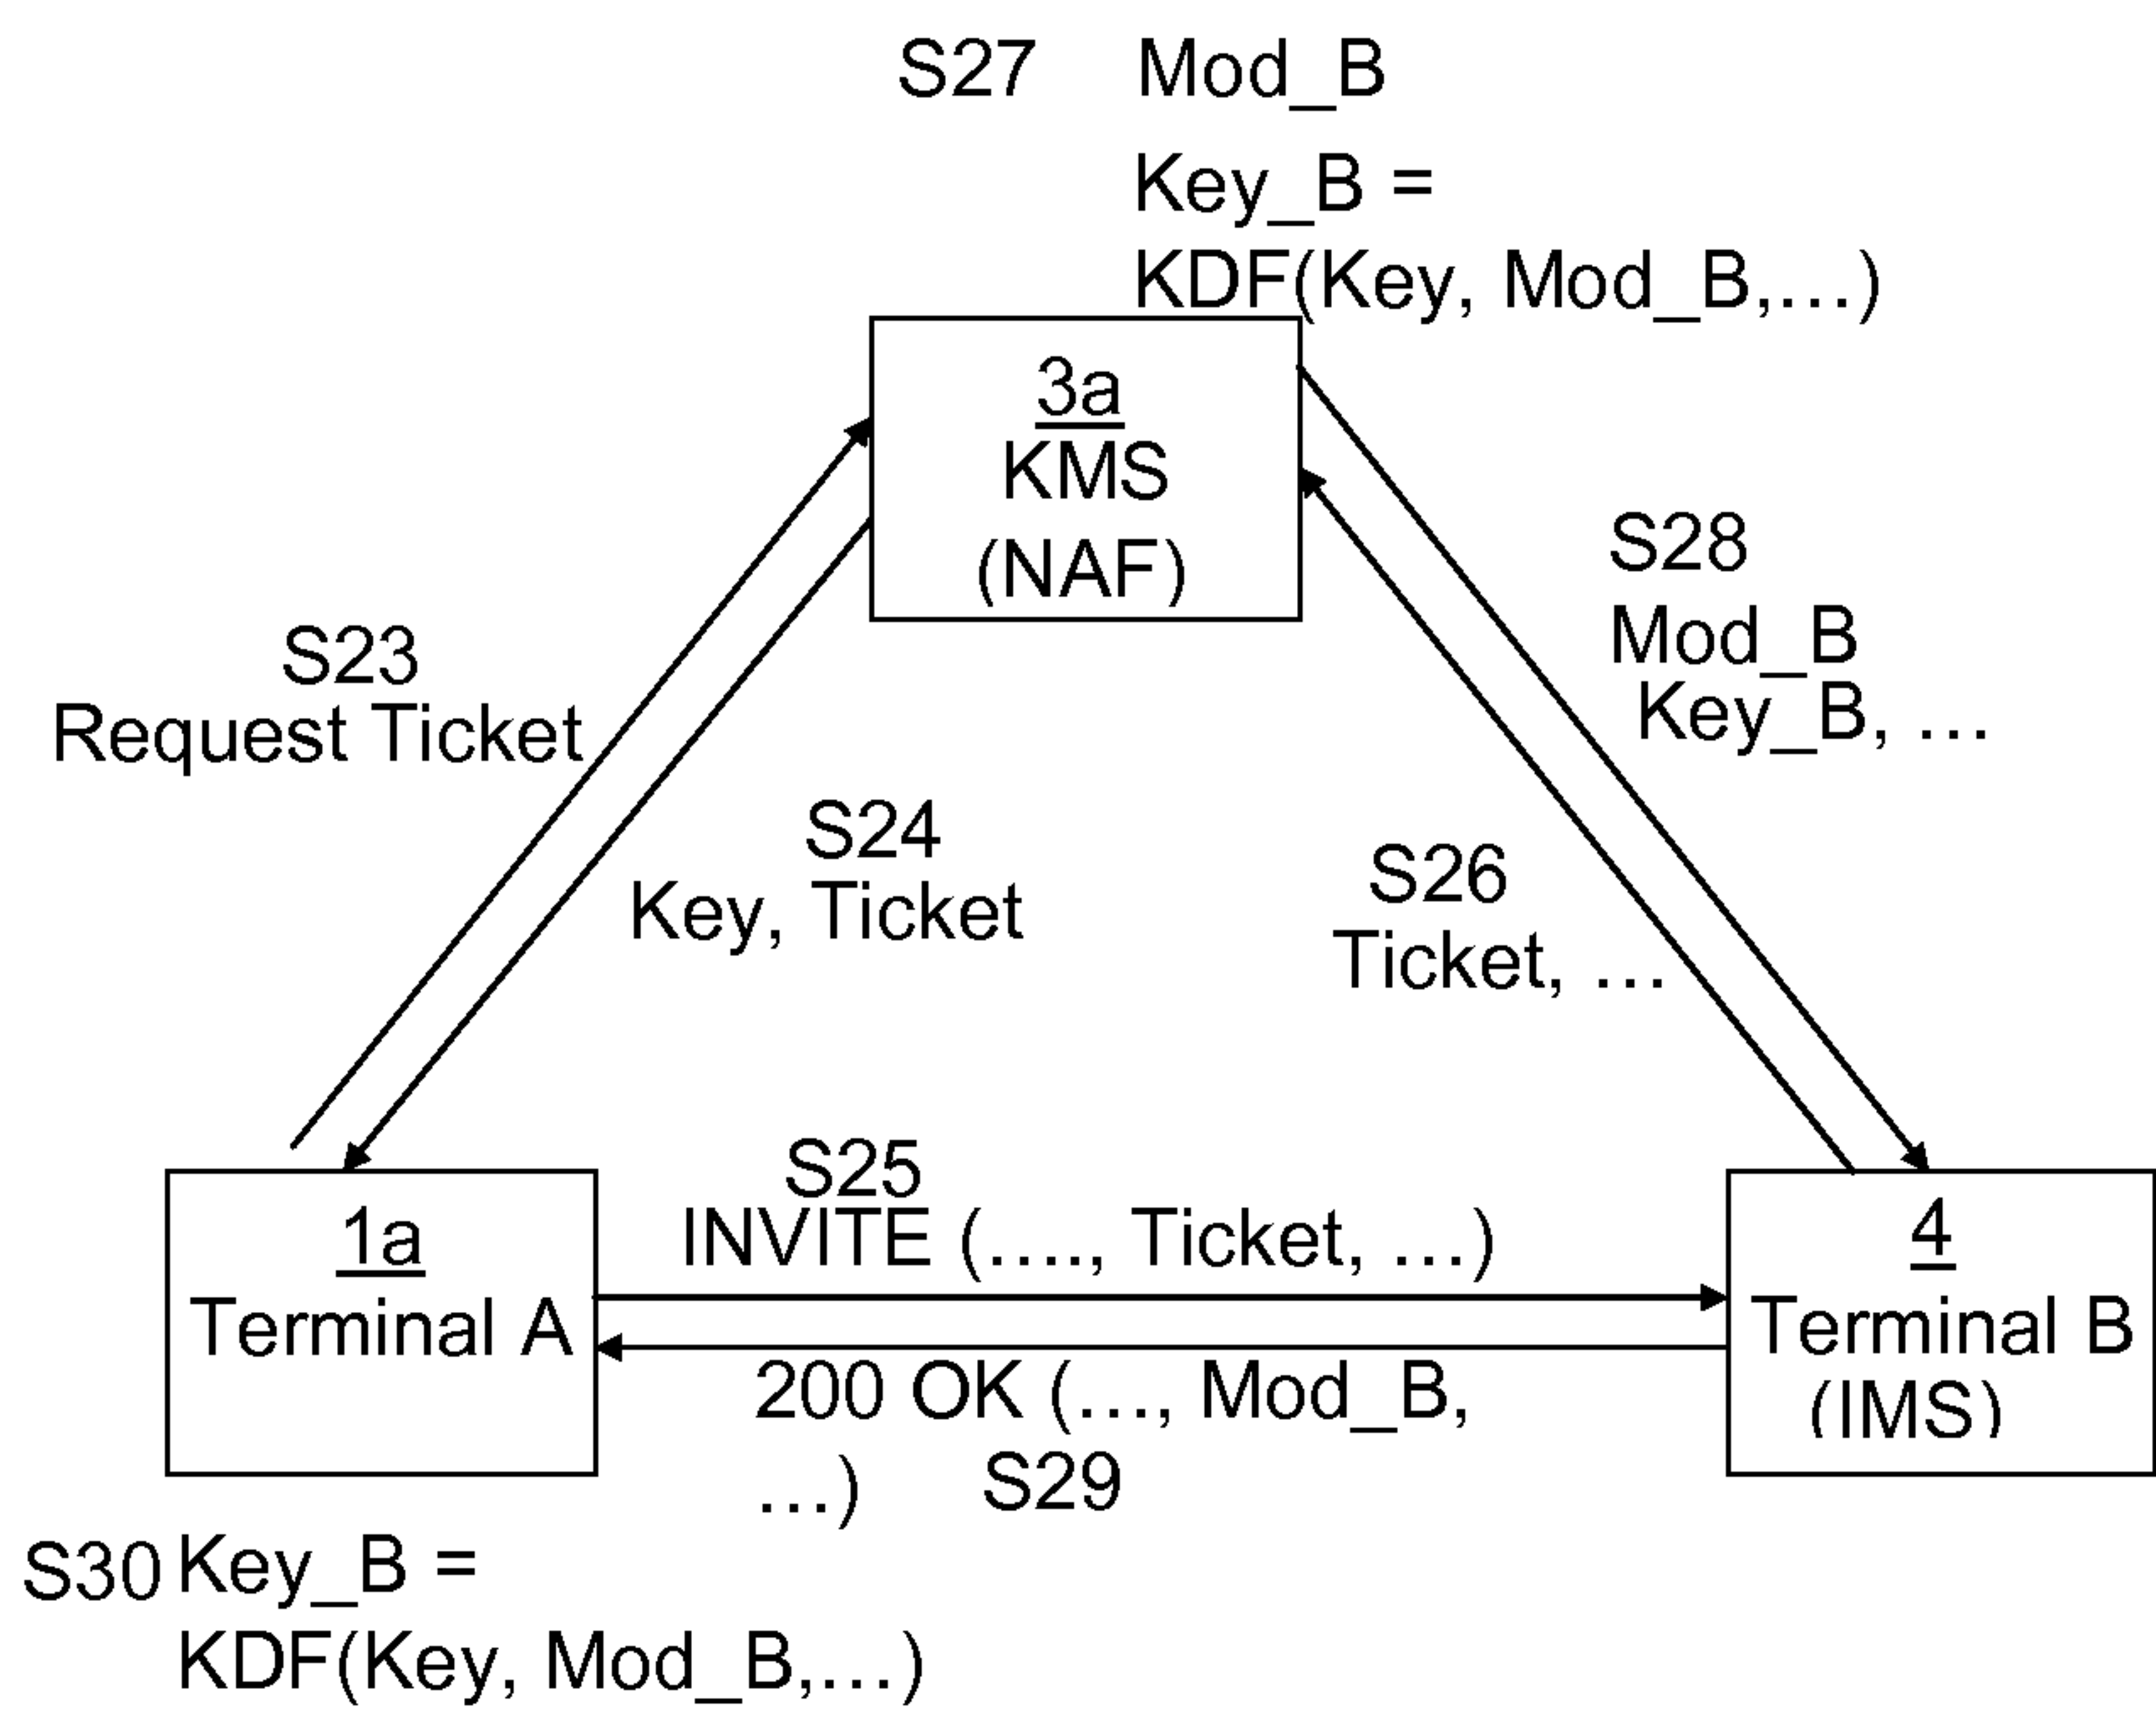 S27 Mod_B
Key_B =
KDF(Key, Mod_B,...)
3a
KMS
(NAF)
S28
Mod_B
Key_B, ...
S23
Request Ticket
S24
Key, Ticket
S26
Ticket, ...
S25
INVITE (...., Ticket, ...)
1a
Terminal A
4
Terminal B
(IMS)
200 OK (..., Mod_B,
...) S29
S30 Key_B =
KDF(Key, Mod_B,...)